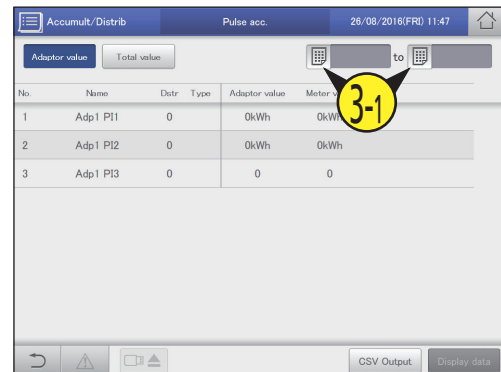 Accumult/Distrib Pulse acc. 26/08/2016(FRI) 11:47
Adaptor value Total value to
3-1
No. Name Dstr Type Adaptor value Meter
1 Adp1 PI1 0 0kWh 0kWh
2 Adp1 PI2 0 0kWh 0kWh
3 Adp1 PI3 0 0 0
CSV Output Display data